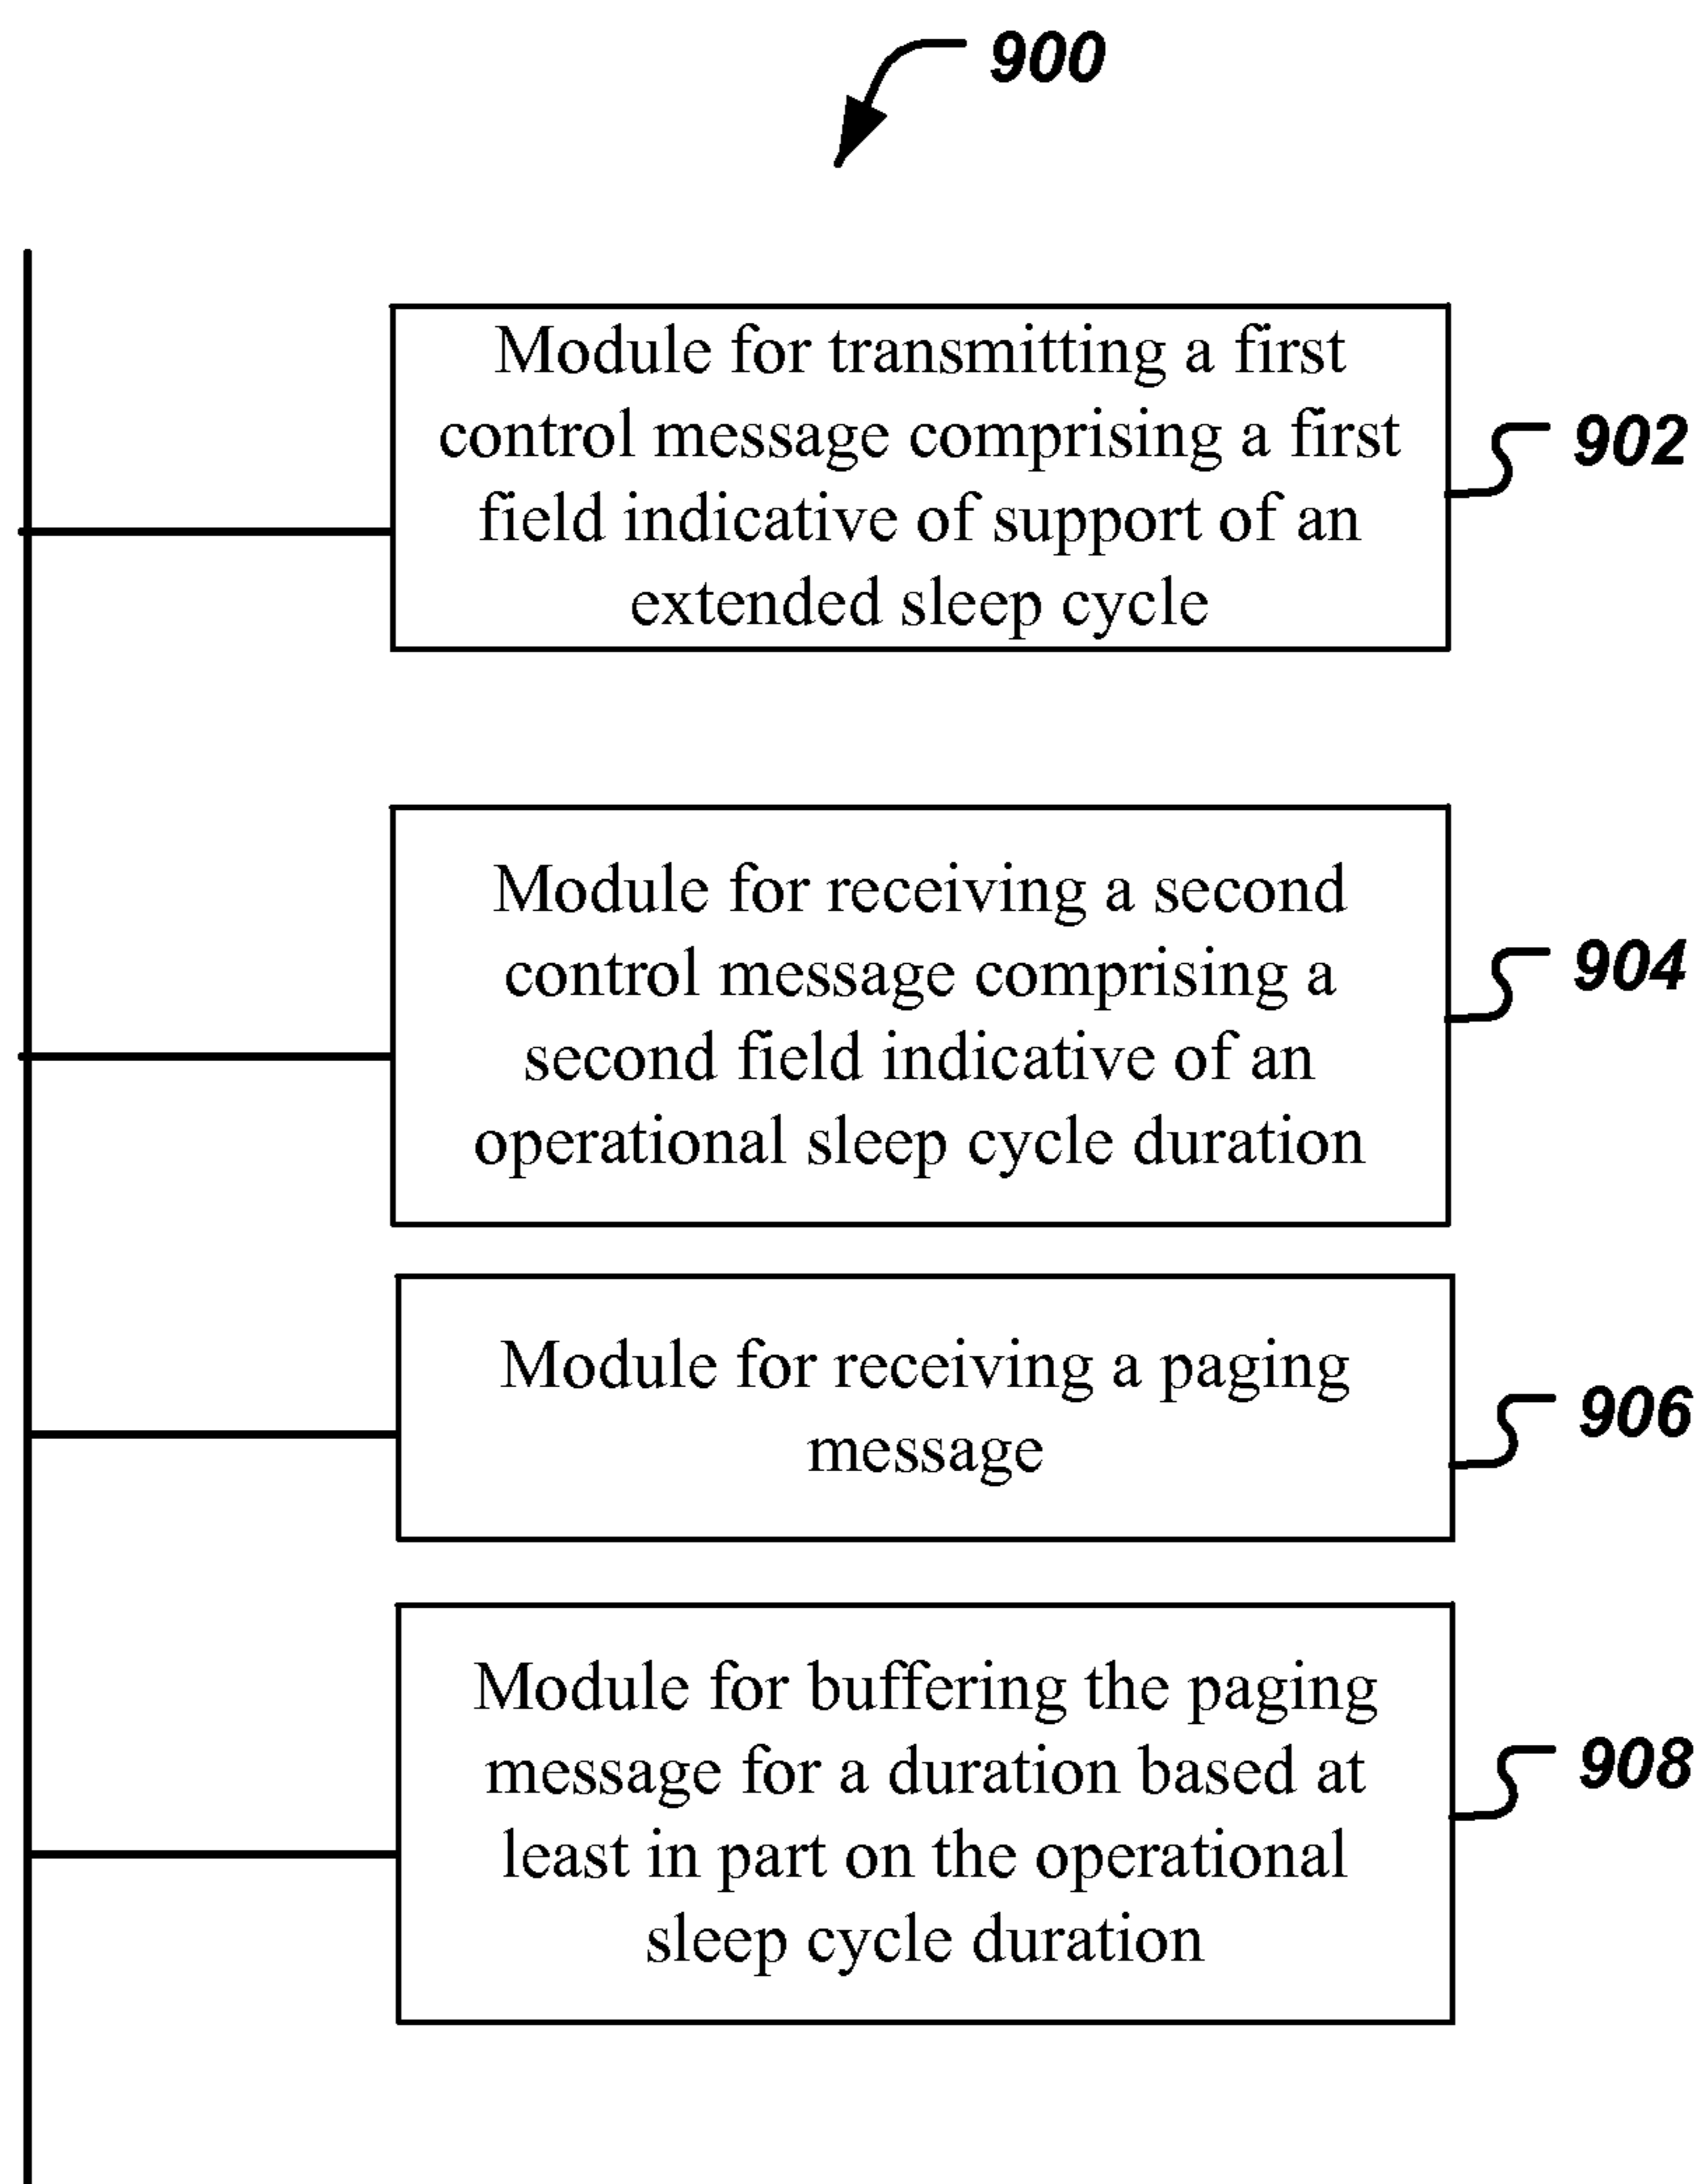 900
Module for transmitting a first
control message comprising a first
field indicative of support of an
extended sleep cycle
902
Module for receiving a second
control message comprising a
second field indicative of an
operational sleep cycle duration
904
Module for receiving a paging
message
906
Module for buffering the paging
message for a duration based at
least in part on the operational
sleep cycle duration
908